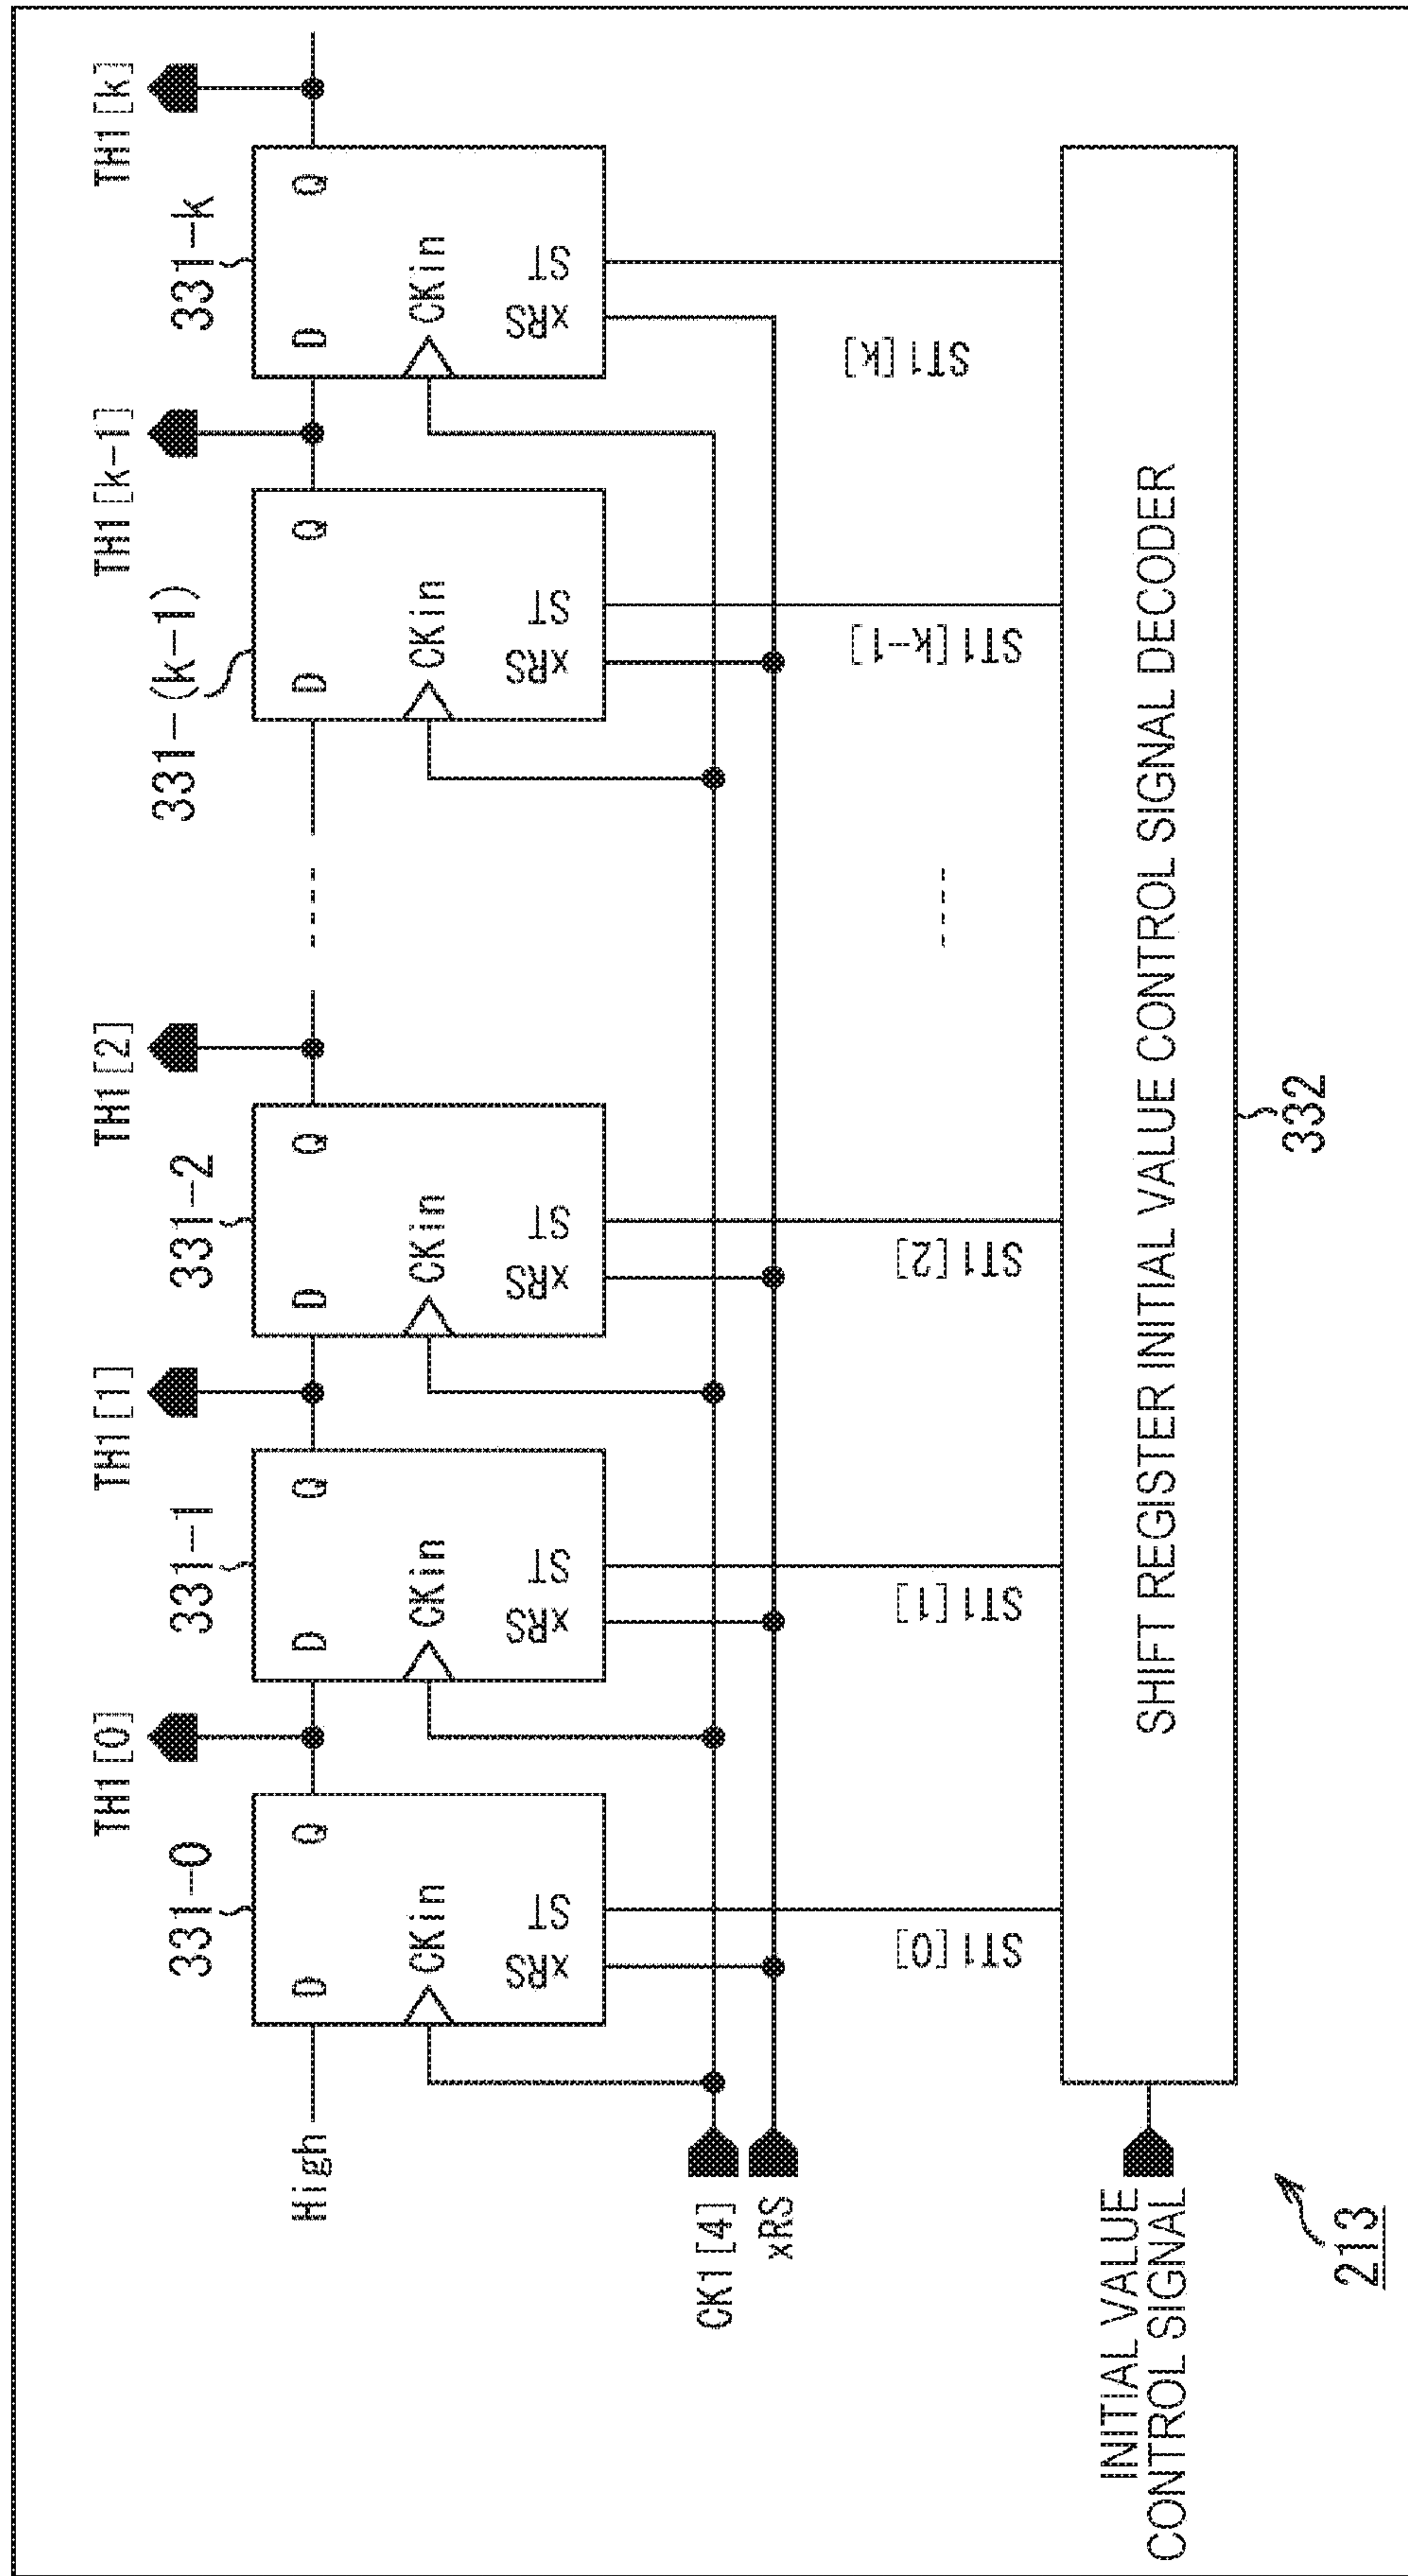 TH1[0]
TH1[1]
TH1[2]
TH1[k-1]
TH1[k]
331-0
331-1
331-2
331-(k-1)
331-k
High
D
Q
D
Q
D
Q
D
Q
D
Q
CKin
CKin
CKin
CKin
CKin
xRS
ST
xRS
ST
xRS
ST
xRS
ST
xRS
ST
CK1[4]
xRS
ST1[0]
ST1[1]
ST1[2]
ST1[k-1]
ST1[k]
INITIAL VALUE
CONTROL SIGNAL
SHIFT REGISTER INITIAL VALUE CONTROL SIGNAL DECODER
332
213